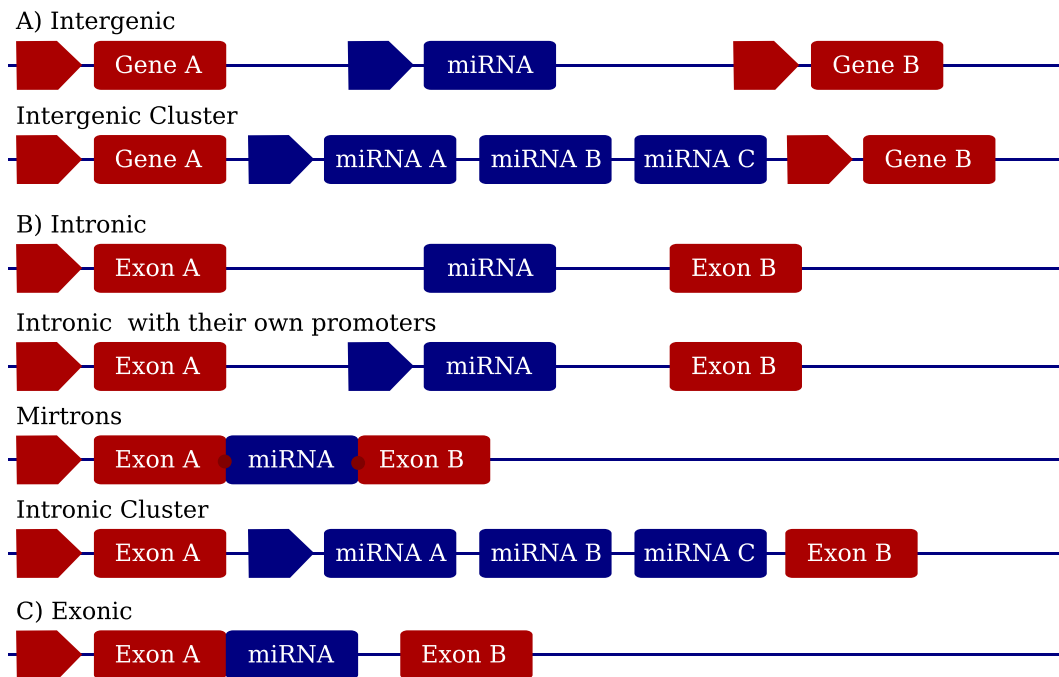 A) Intergenic
Gene A miRNA Gene B
Intergenic Cluster
Gene A miRNA A miRNA B miRNA C Gene B
B) Intronic
Exon A miRNA Exon B
Intronic  with their own promoters
Exon A miRNA Exon B
Mirtrons
Exon A miRNA Exon B
Intronic Cluster
Exon A miRNA A miRNA B miRNA C Exon B
C) Exonic
Exon A miRNA Exon B